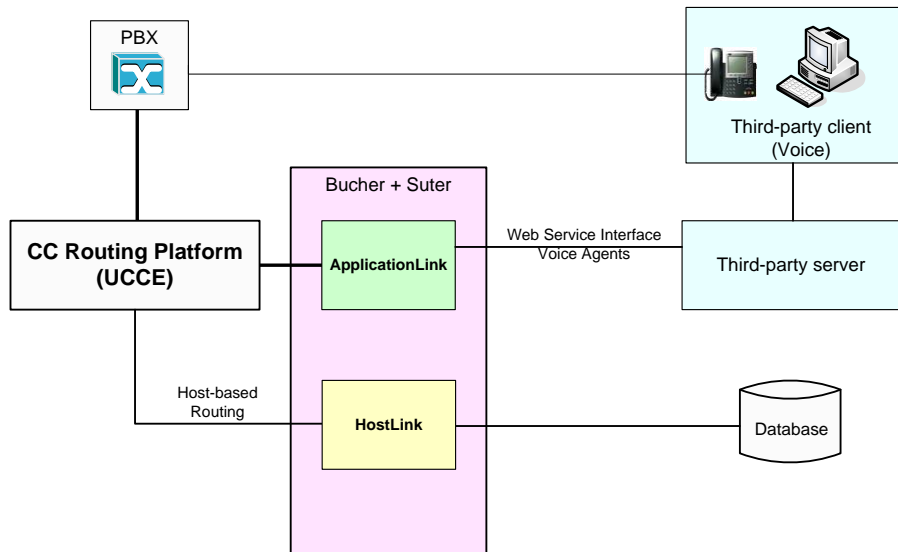 PBX
Third-party client
(Voice)
Bucher + Suter
CC Routing Platform
(UCCE)
ApplicationLink
Web Service Interface
Voice Agents
Third-party server
Host-based
Routing
HostLink
Database